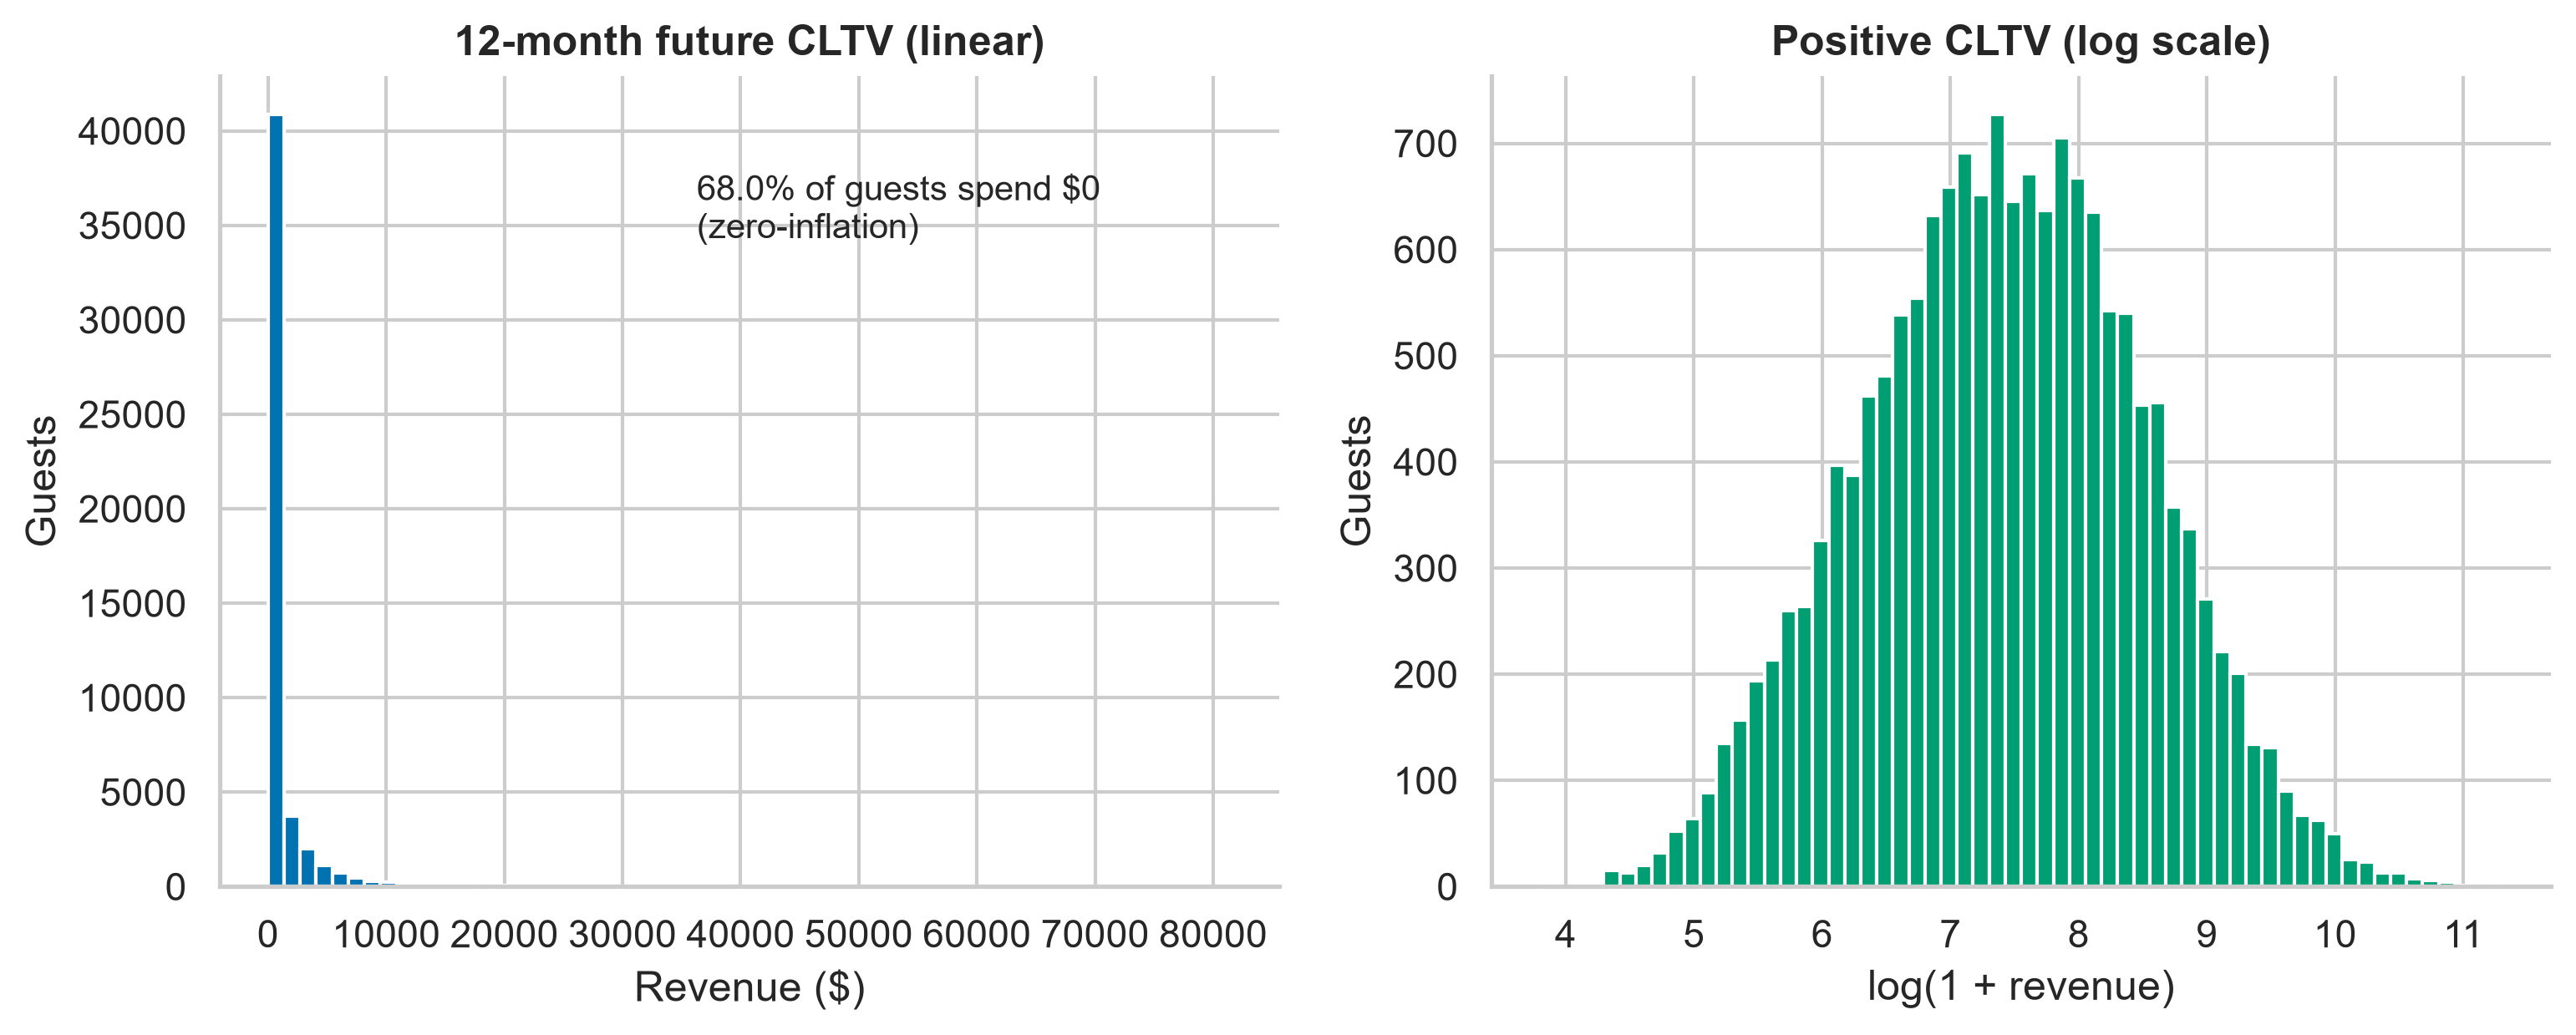 12-month future CLTV (linear)
Guests
40000
35000
30000
25000
20000
15000
10000
5000
0
68.0% of guests spend $0
(zero-inflation)
0 10000 20000 30000 40000 50000 60000 70000 80000
Revenue ($)
Positive CLTV (log scale)
Guests
700
600
500
400
300
200
100
0
4 5 6 7 8 9 10 11
log(1 + revenue)